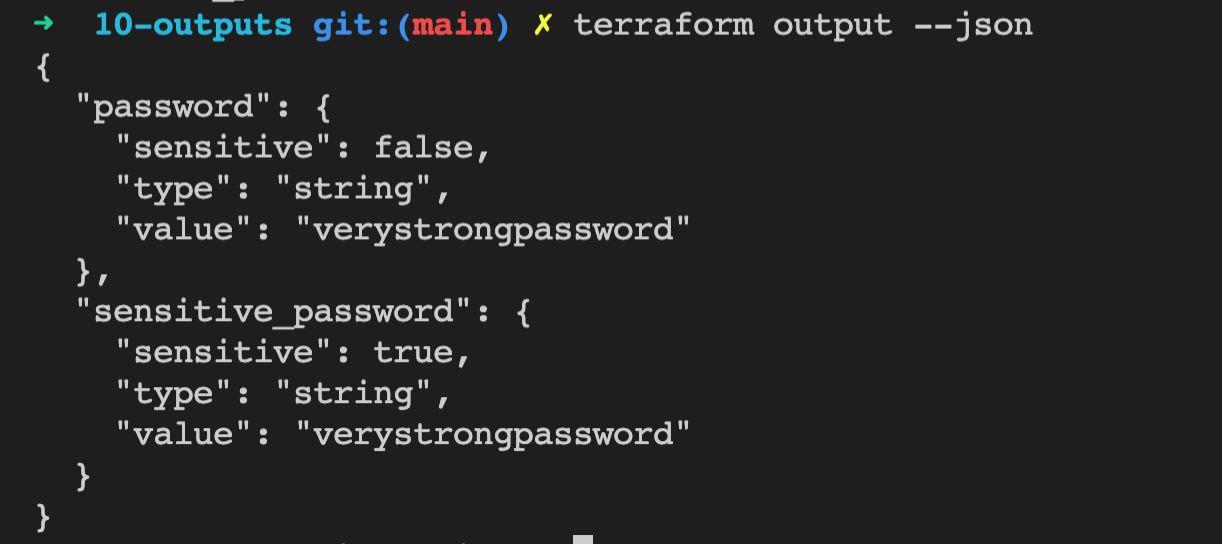 ➜  10-outputs git:(main) ✗ terraform output --json
{
  "password": {
    "sensitive": false,
    "type": "string",
    "value": "verystrongpassword"
  },
  "sensitive_password": {
    "sensitive": true,
    "type": "string",
    "value": "verystrongpassword"
  }
}